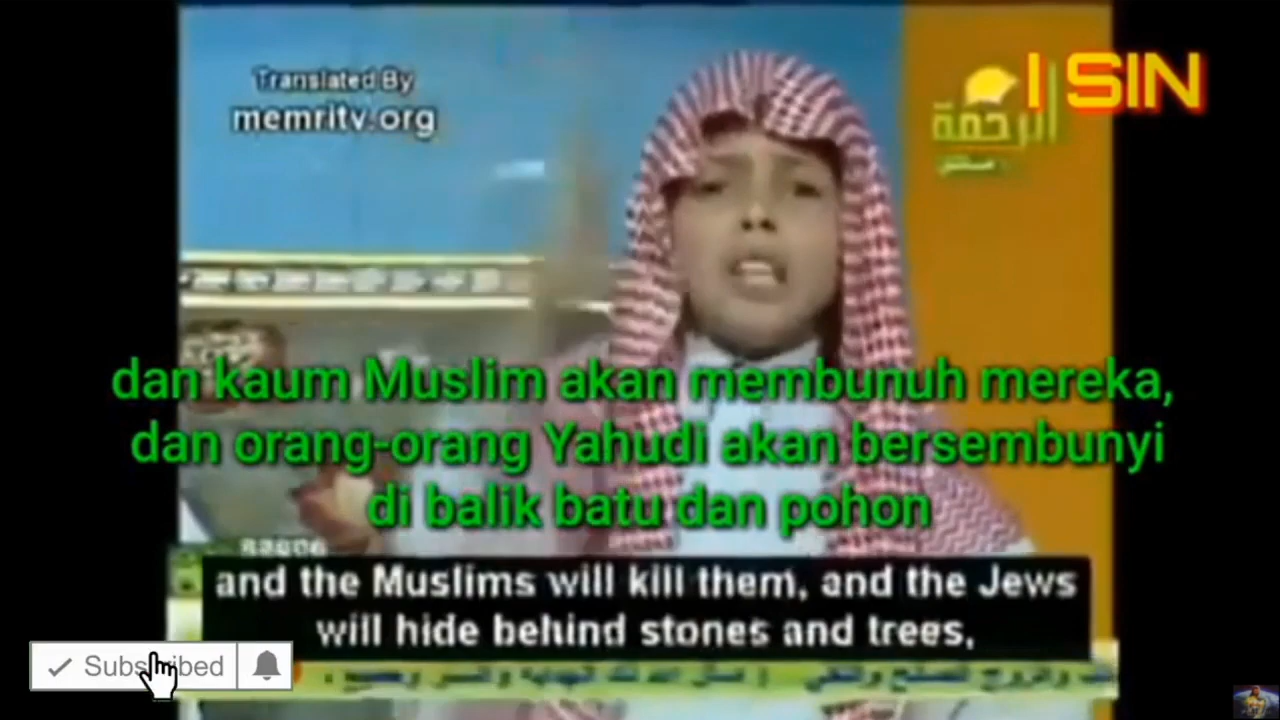 Translated By
memritv.org
I SIN
الرحمة
dan kaum Muslim akan membunuh mereka,
dan orang-orang Yahudi akan bersembunyi
di balik batu dan pohon
and the Muslims will kill them, and the Jews
will hide behind stones and trees,
Subscribed